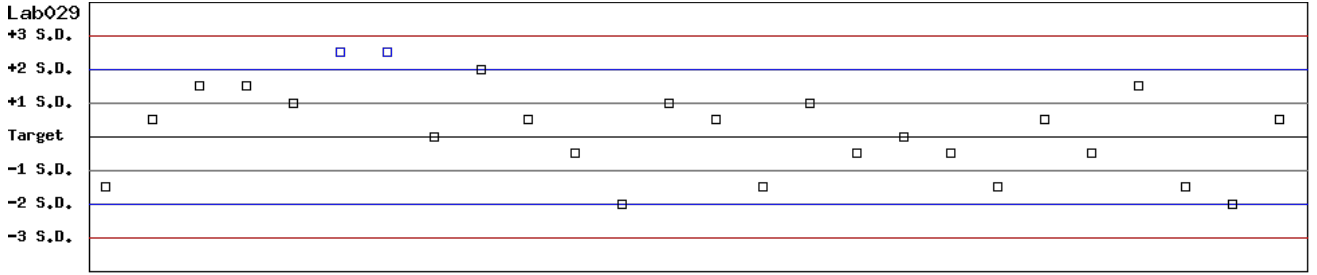 Lab029
+3 S.D.
+2 S.D.
+1 S.D.
Target
-1 S.D.
-2 S.D.
-3 S.D.